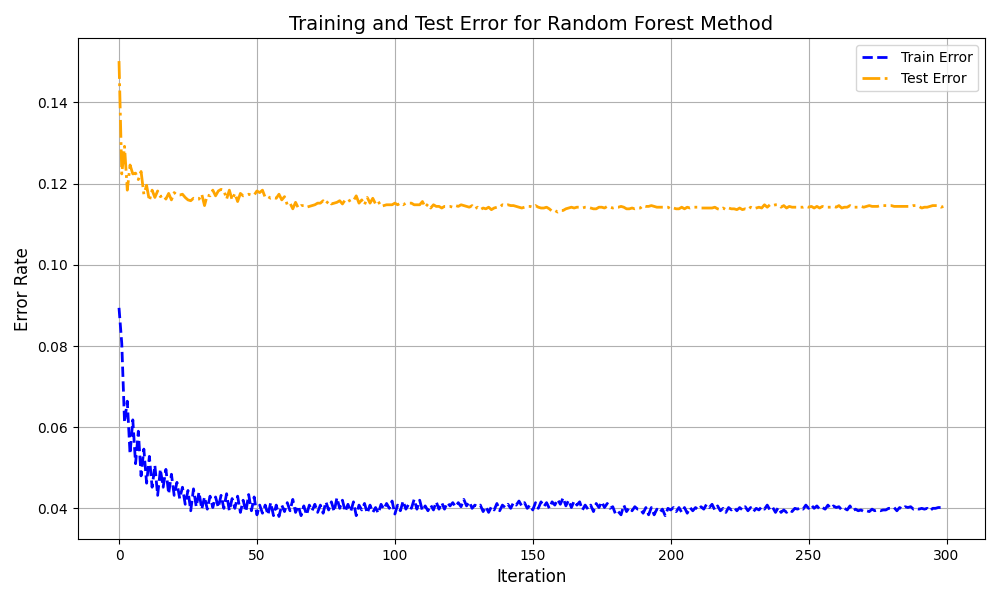 Training and Test Error for Random Forest Method
Train Error
Test Error
Error Rate
0.14
0.12
0.10
0.08
0.06
0.04
0 50 100 150 200 250 300
Iteration